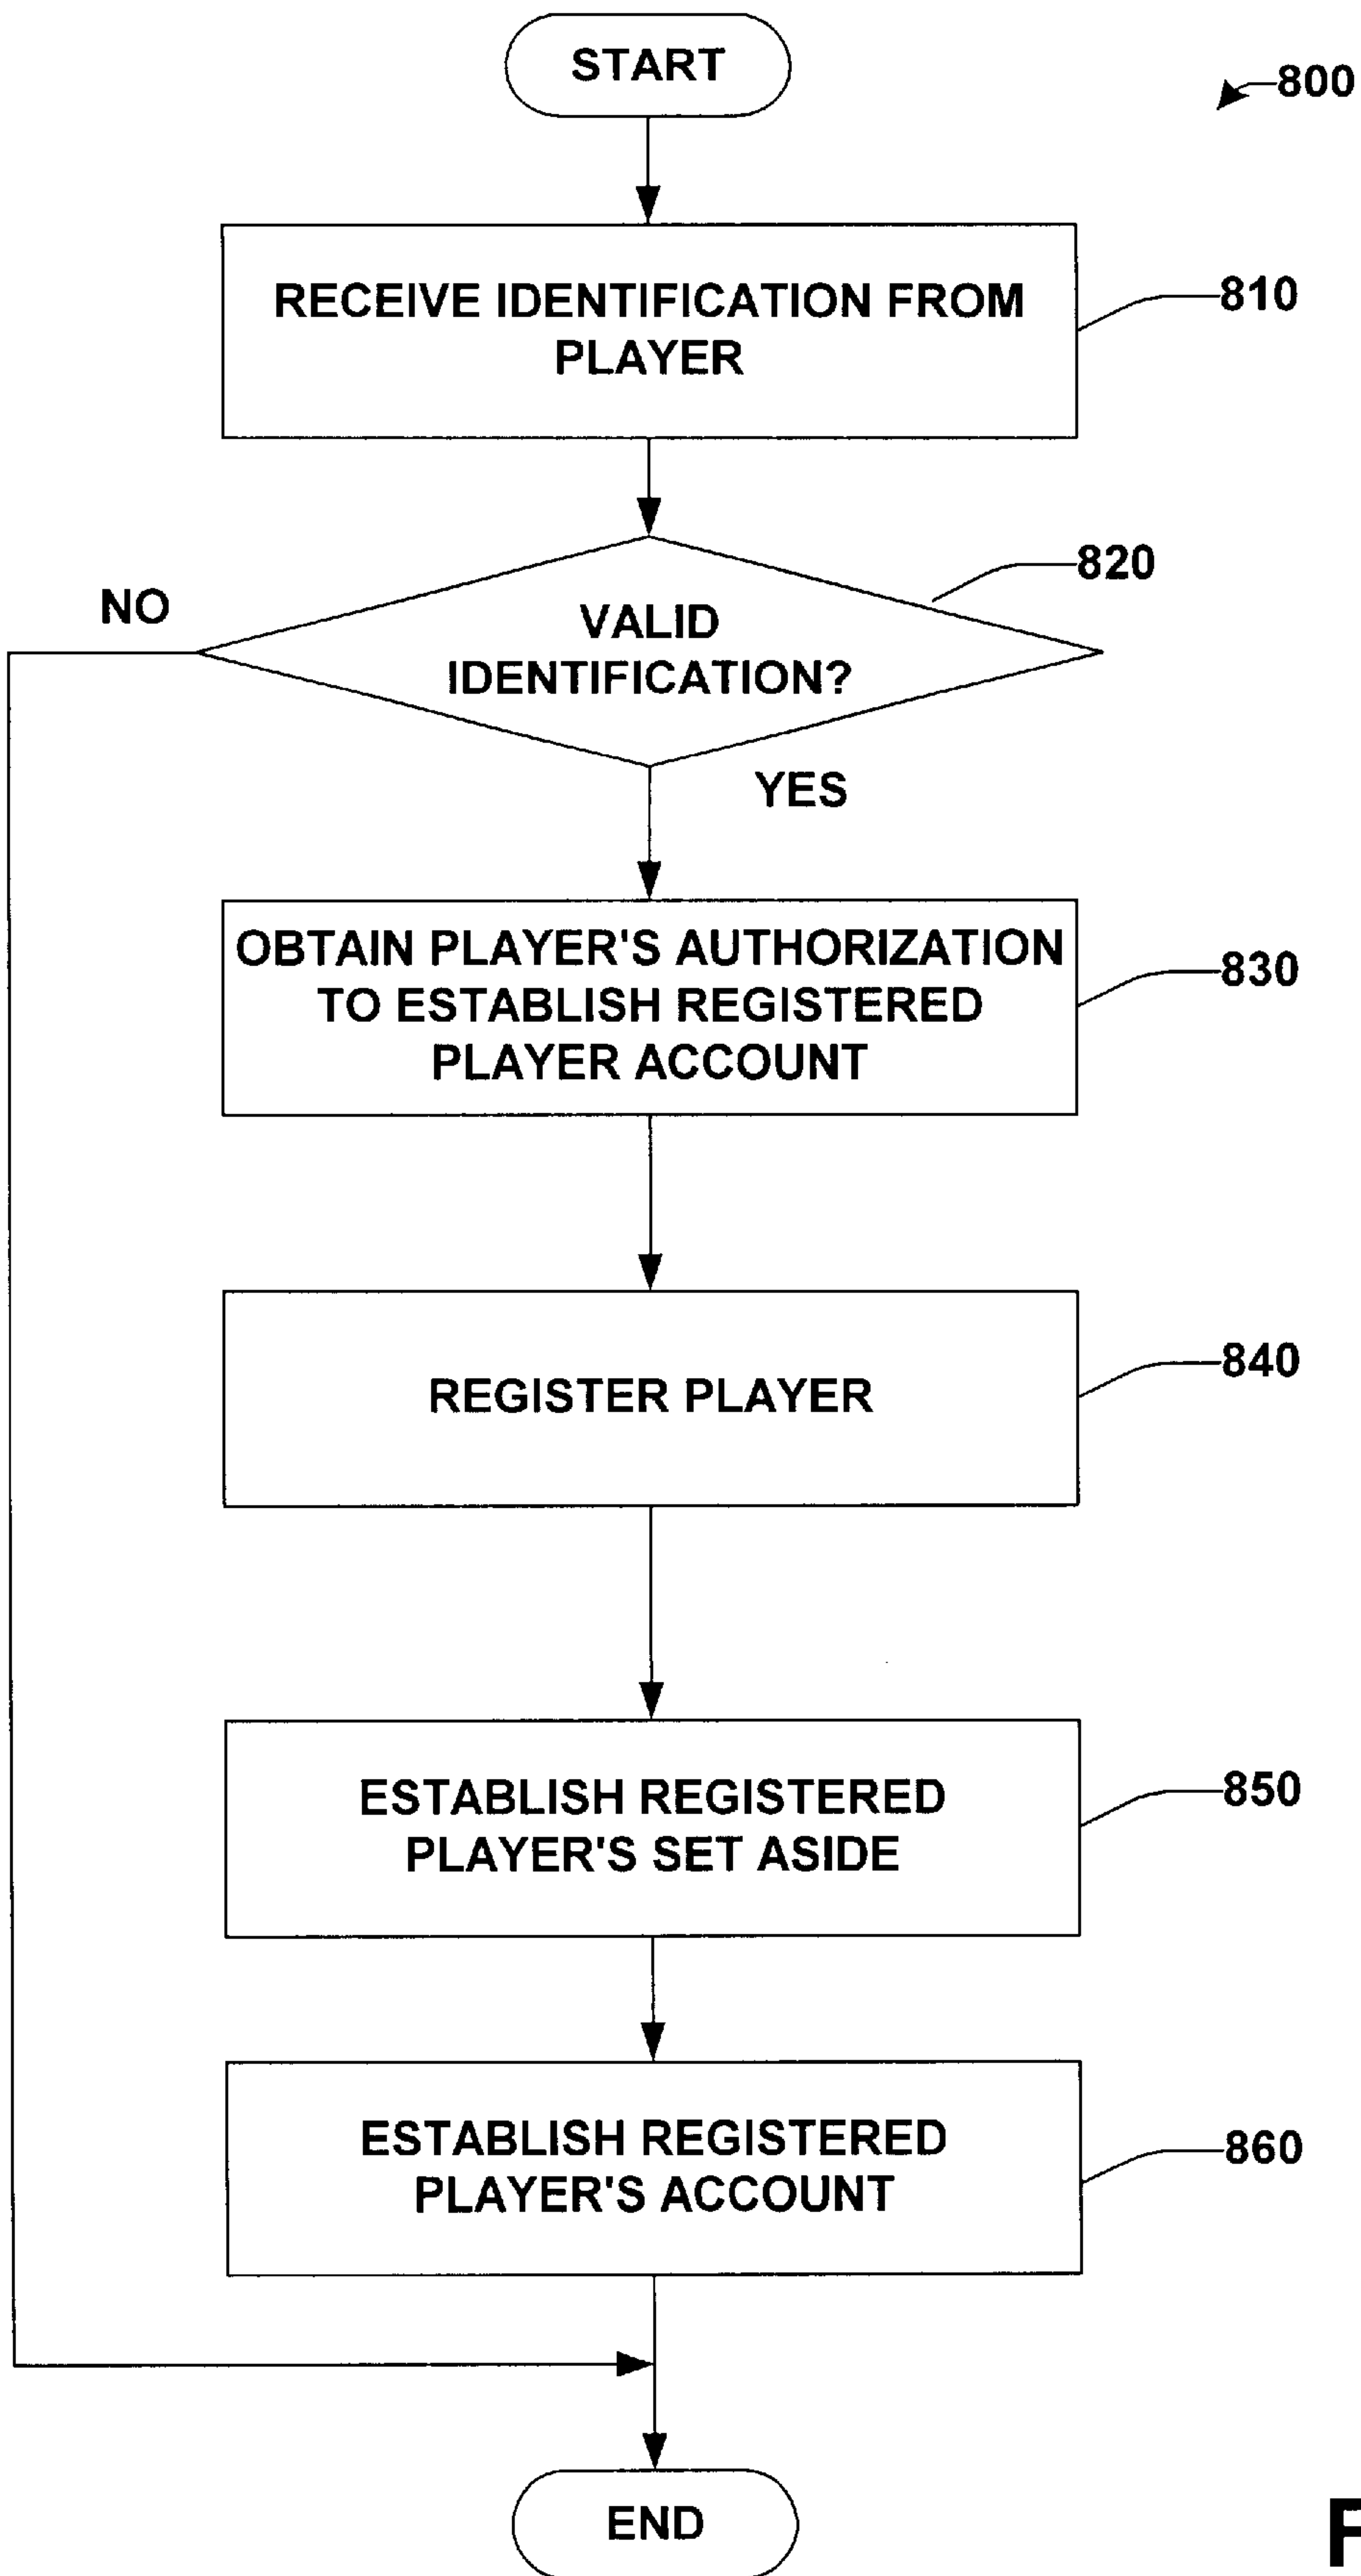 START
800
RECEIVE IDENTIFICATION FROM
PLAYER
810
820
NO
VALID
IDENTIFICATION?
YES
OBTAIN PLAYER'S AUTHORIZATION
TO ESTABLISH REGISTERED
PLAYER ACCOUNT
830
REGISTER PLAYER
840
ESTABLISH REGISTERED
PLAYER'S SET ASIDE
850
ESTABLISH REGISTERED
PLAYER'S ACCOUNT
860
END